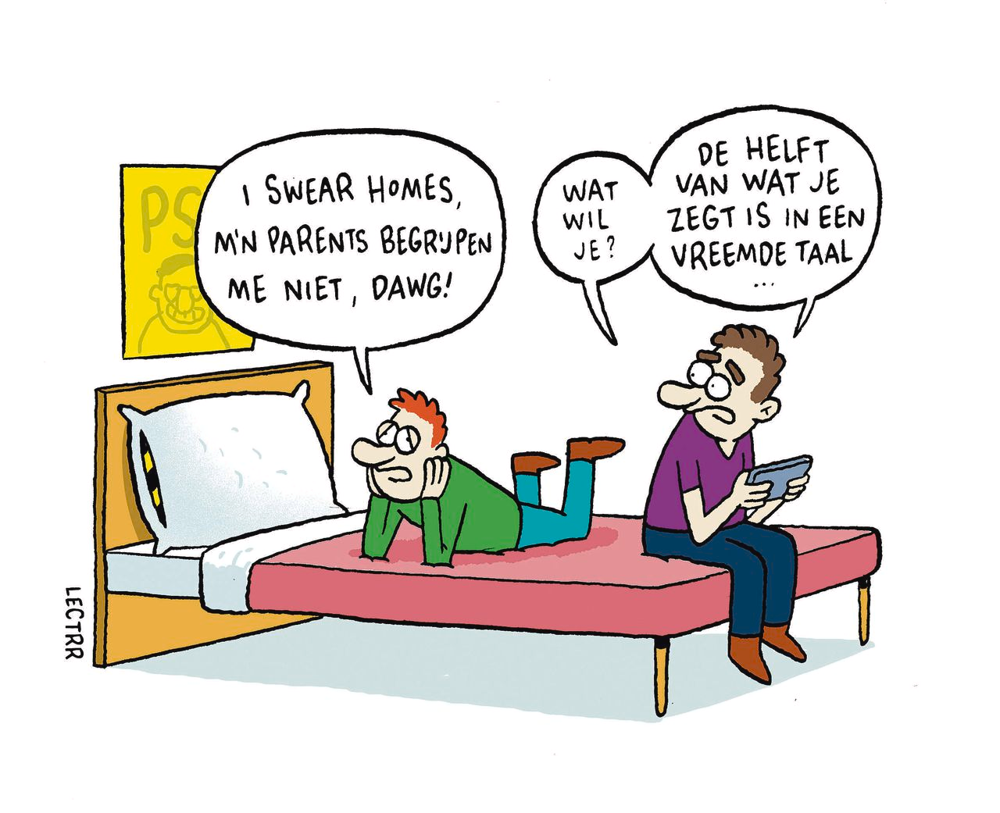 PS
I SWEAR HOMES,
M'N PARENTS BEGRIJPEN
ME NIET, DAWG!
WAT
WIL
JE?
DE HELFT
VAN WAT JE
ZEGT IS IN EEN
VREEMDE TAAL
...
LECTRR